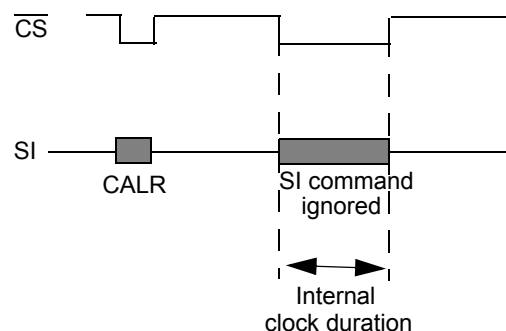 CS
SI
CALR
SI command
ignored
Internal
clock duration